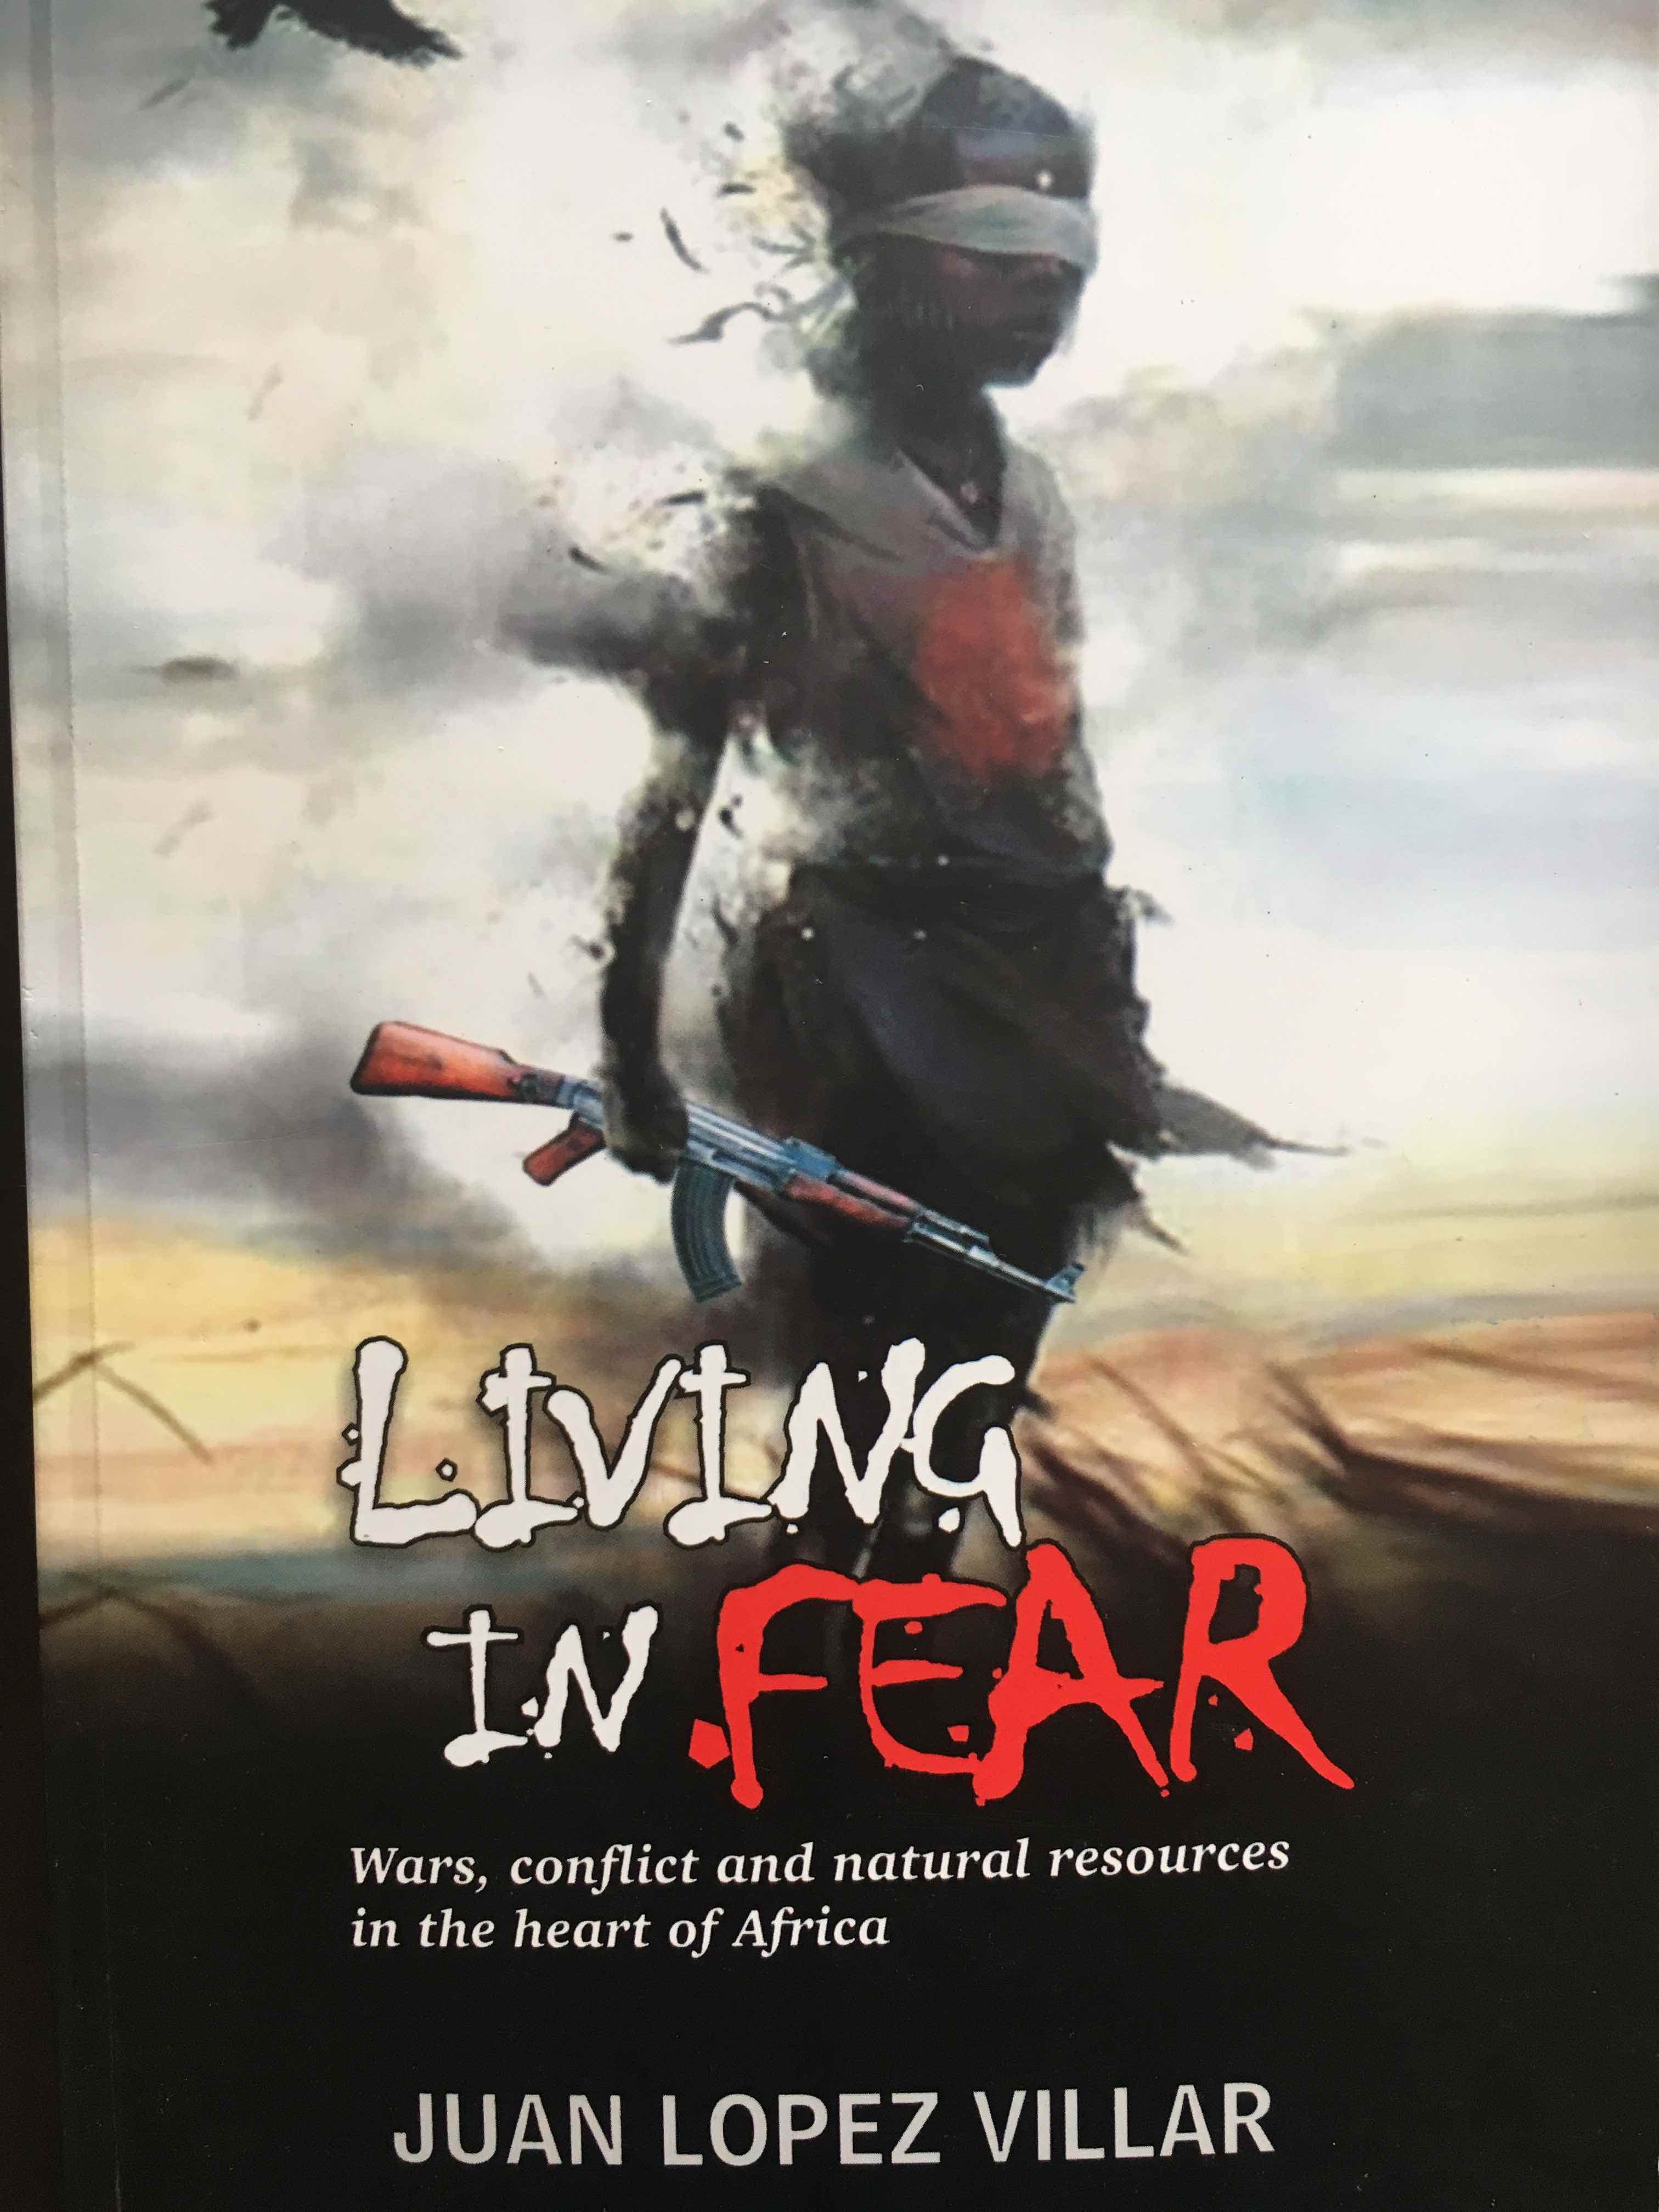 LIVING
IN FEAR
Wars, conflict and natural resources
in the heart of Africa
JUAN LOPEZ VILLAR